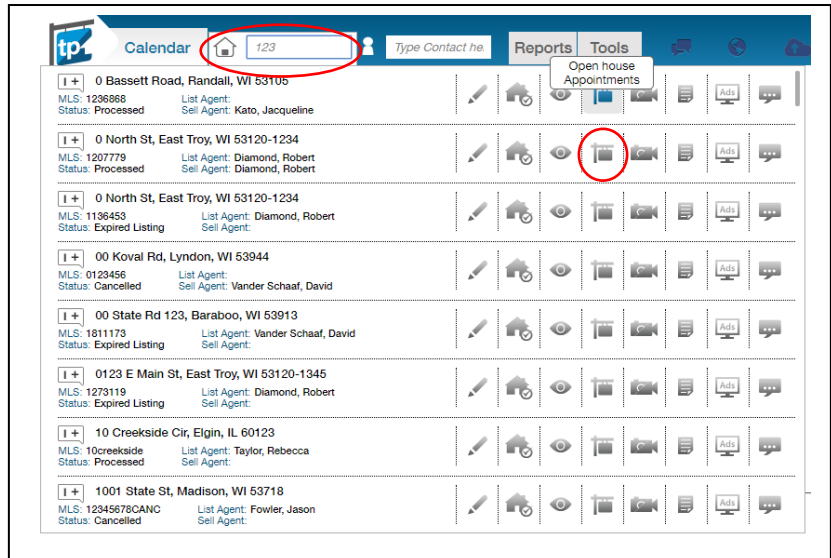 tp4 Calendar 123 Type Contact he. Reports Tools
Open house
Appointments
I + 0 Bassett Road, Randall, WI 53105
MLS: 1236868 List Agent:
Status: Processed Sell Agent: Kato, Jacqueline
Ads
I + 0 North St, East Troy, WI 53120-1234
MLS: 1207779 List Agent: Diamond, Robert
Status: Processed Sell Agent: Diamond, Robert
Ads
I + 0 North St, East Troy, WI 53120-1234
MLS: 1136453 List Agent: Diamond, Robert
Status: Expired Listing Sell Agent:
Ads
I + 00 Koval Rd, Lyndon, WI 53944
MLS: 0123456 List Agent:
Status: Cancelled Sell Agent: Vander Schaaf, David
Ads
I + 00 State Rd 123, Baraboo, WI 53913
MLS: 1811173 List Agent: Vander Schaaf, David
Status: Expired Listing Sell Agent:
Ads
I + 0123 E Main St, East Troy, WI 53120-1345
MLS: 1273119 List Agent: Diamond, Robert
Status: Expired Listing Sell Agent:
Ads
I + 10 Creekside Cir, Elgin, IL 60123
MLS: 10creekside List Agent: Taylor, Rebecca
Status: Processed Sell Agent:
Ads
I + 1001 State St, Madison, WI 53718
MLS: 12345678CANC List Agent: Fowler, Jason
Status: Cancelled Sell Agent:
Ads